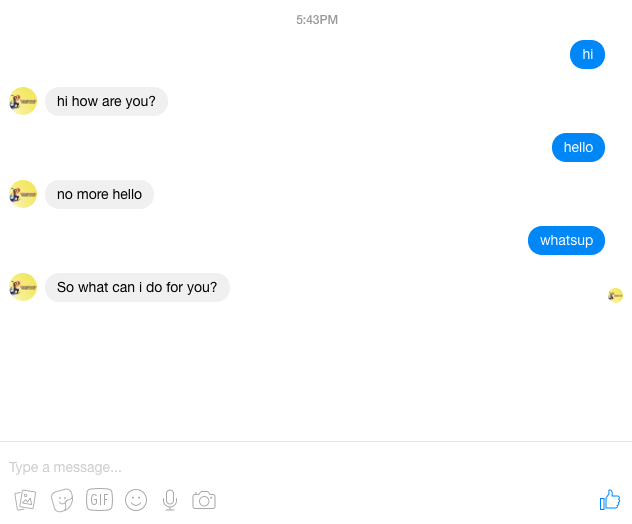 5:43PM
hi
hi how are you?
hello
no more hello
whatsup
So what can i do for you?
Type a message...
GIF